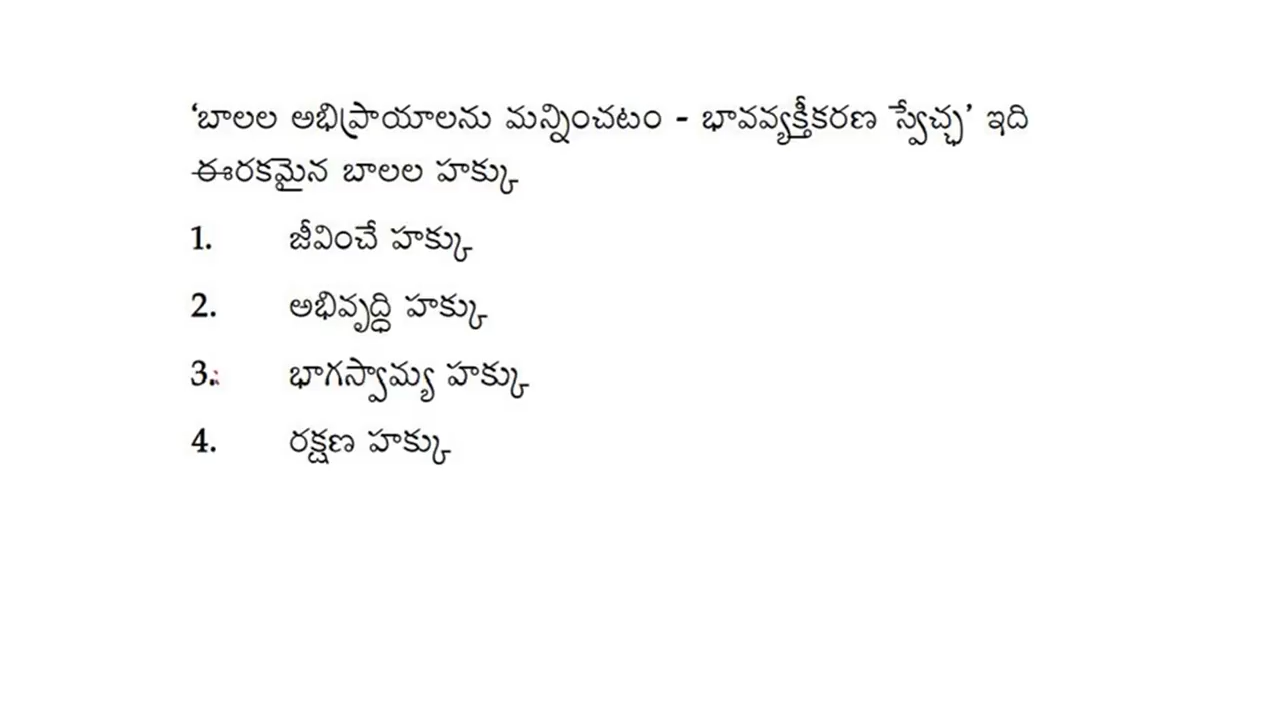 ‘బాలల అభిప్రాయాలను మన్నించటం - భావవ్యక్తీకరణ స్వేచ్ఛ’ ఇది
ఈరకమైన బాలల హక్కు
1. జీవించే హక్కు
2. అభివృద్ధి హక్కు
3. భాగస్వామ్య హక్కు
4. రక్షణ హక్కు